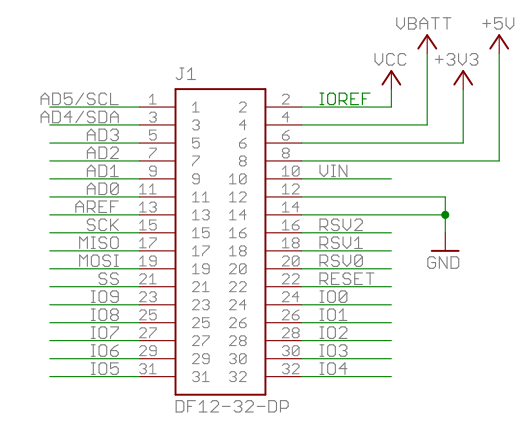 VBATT +5V
VCC +3V3
J1
AD5/SCL 1 1 2 2 IOREF
AD4/SDA 3 3 4 4
AD3 5 5 6 6
AD2 7 7 8 8
AD1 9 9 10 10 VIN
AD0 11 11 12 12
AREF 13 13 14 14
SCK 15 15 16 16 RSV2
MISO 17 17 18 18 RSV1
MOSI 19 19 20 20 RSV0
SS 21 21 22 22 RESET
IO9 23 23 24 24 IO0
IO8 25 25 26 26 IO1
IO7 27 27 28 28 IO2
IO6 29 29 30 30 IO3
IO5 31 31 32 32 IO4
GND
DF12-32-DP